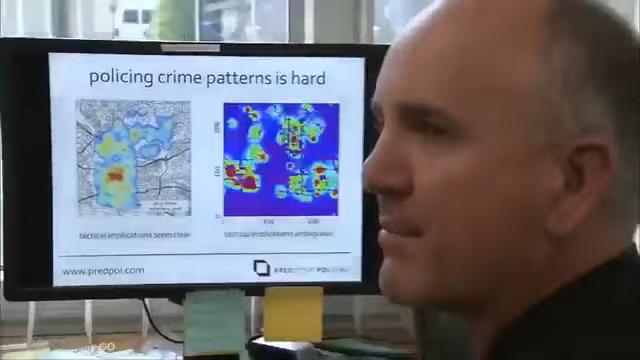 policing crime patterns is hard
tactical implications seem clear
tactical implications ambiguous
www.predpol.com
PREDICTIVE POLICING